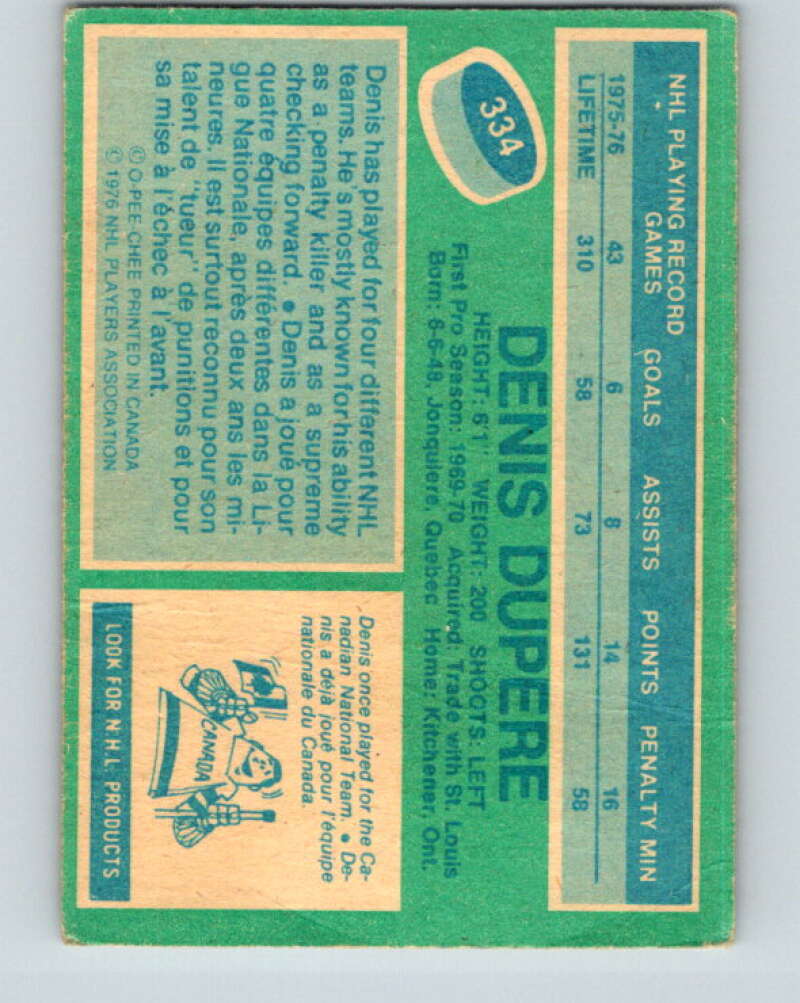 NHL PLAYING RECORD
GAMES GOALS ASSISTS POINTS PENALTY MIN
1975-76 43 6 8 14 16
LIFETIME 310 58 73 131 58
334
DENIS DUPERE
HEIGHT: 6'1" WEIGHT: 200 SHOOTS: LEFT
First Pro Season: 1969-70 Acquired: Trade with St. Louis
Born: 6-6-48, Jonquiere, Quebec Home: Kitchener, Ont.
Denis has played for four different NHL
teams. He's mostly known for his ability
as a penalty killer and as a supreme
checking forward. • Denis a joué pour
quatre équipes différentes dans la Li-
gue Nationale, après deux ans les mi-
neures. Il est surtout reconnu pour son
talent de "tueur" de punitions et pour
sa mise à l'échec à l'avant.
© O-PEE-CHEE PRINTED IN CANADA
© 1976 NHL PLAYERS ASSOCIATION
Denis once played for the Ca-
nadian National Team. • De-
nis a déjà joué pour l'équipe
nationale du Canada.
CANADA
LOOK FOR N.H.L. PRODUCTS